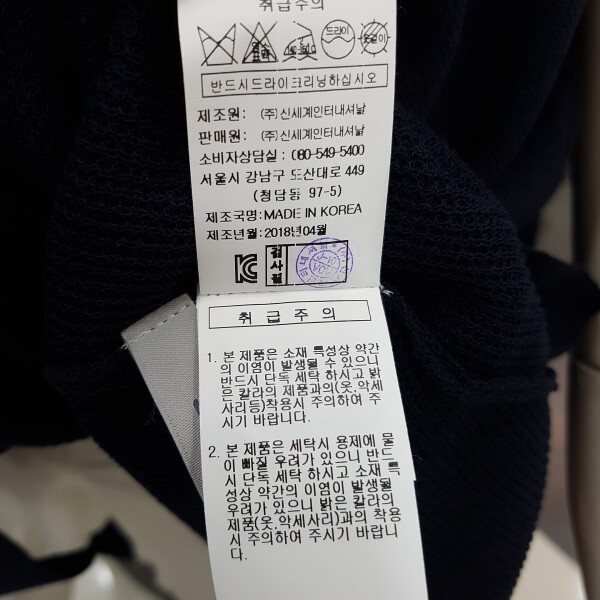 취급주의
드라이
반드시드라이크리닝하십시오
제조원: (주)신세계인터내셔날
판매원: (주)신세계인터내셔날
소비자상담실: 080-549-5400
서울시 강남구 도산대로 449
(청담동 97-5)
제조국명: MADE IN KOREA
제조년월: 2018년04월
검사필
취급주의
1. 본 제품은 소재 특성상 약간
의 이염이 발생될 수 있으니
반드시 단독 세탁 하시고 밝
은 칼라의 제품과의(옷,악세
사리등)착용시 주의하여 주
시기 바랍니다.
2. 본 제품은 세탁시 용제에 물
이 빠질 우려가 있으니 반드
시 단독 세탁 하시고 소재 특
성상 약간의 이염이 발생될
우려가 있으니 밝은 칼라의
제품(옷,악세사리)과의 착용
시 주의하여 주시기 바랍니
다.